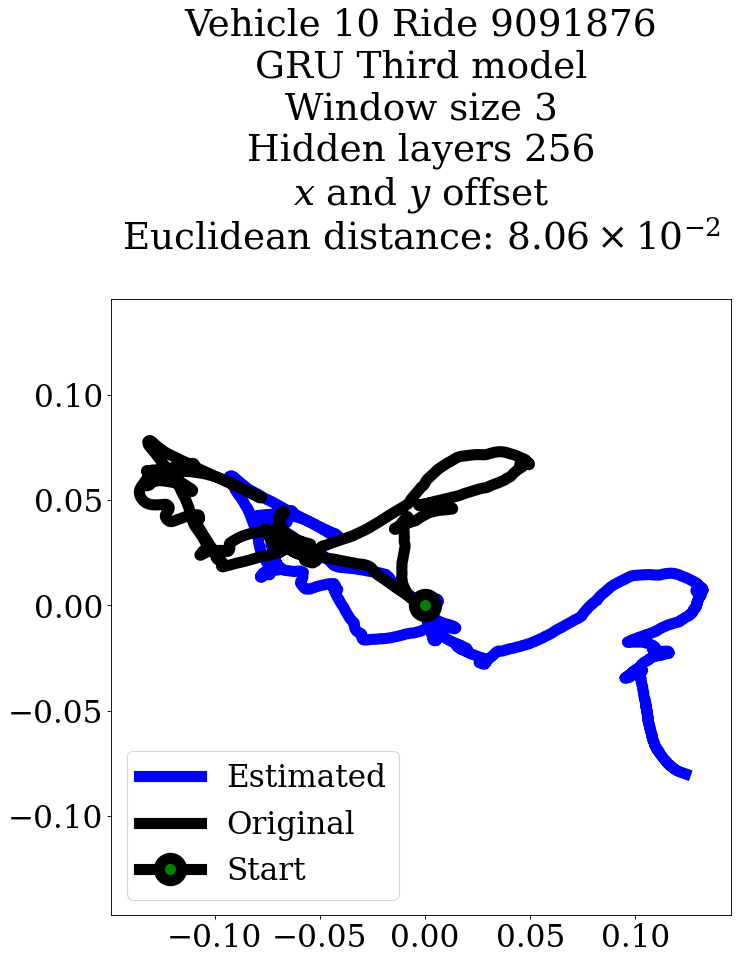 Vehicle 10 Ride 9091876
GRU Third model
Window size 3
Hidden layers 256
x and y offset
Euclidean distance: 8.06 × 10⁻²
0.10
0.05
0.00
−0.05
−0.10
Estimated
Original
Start
−0.10 −0.05 0.00 0.05 0.10